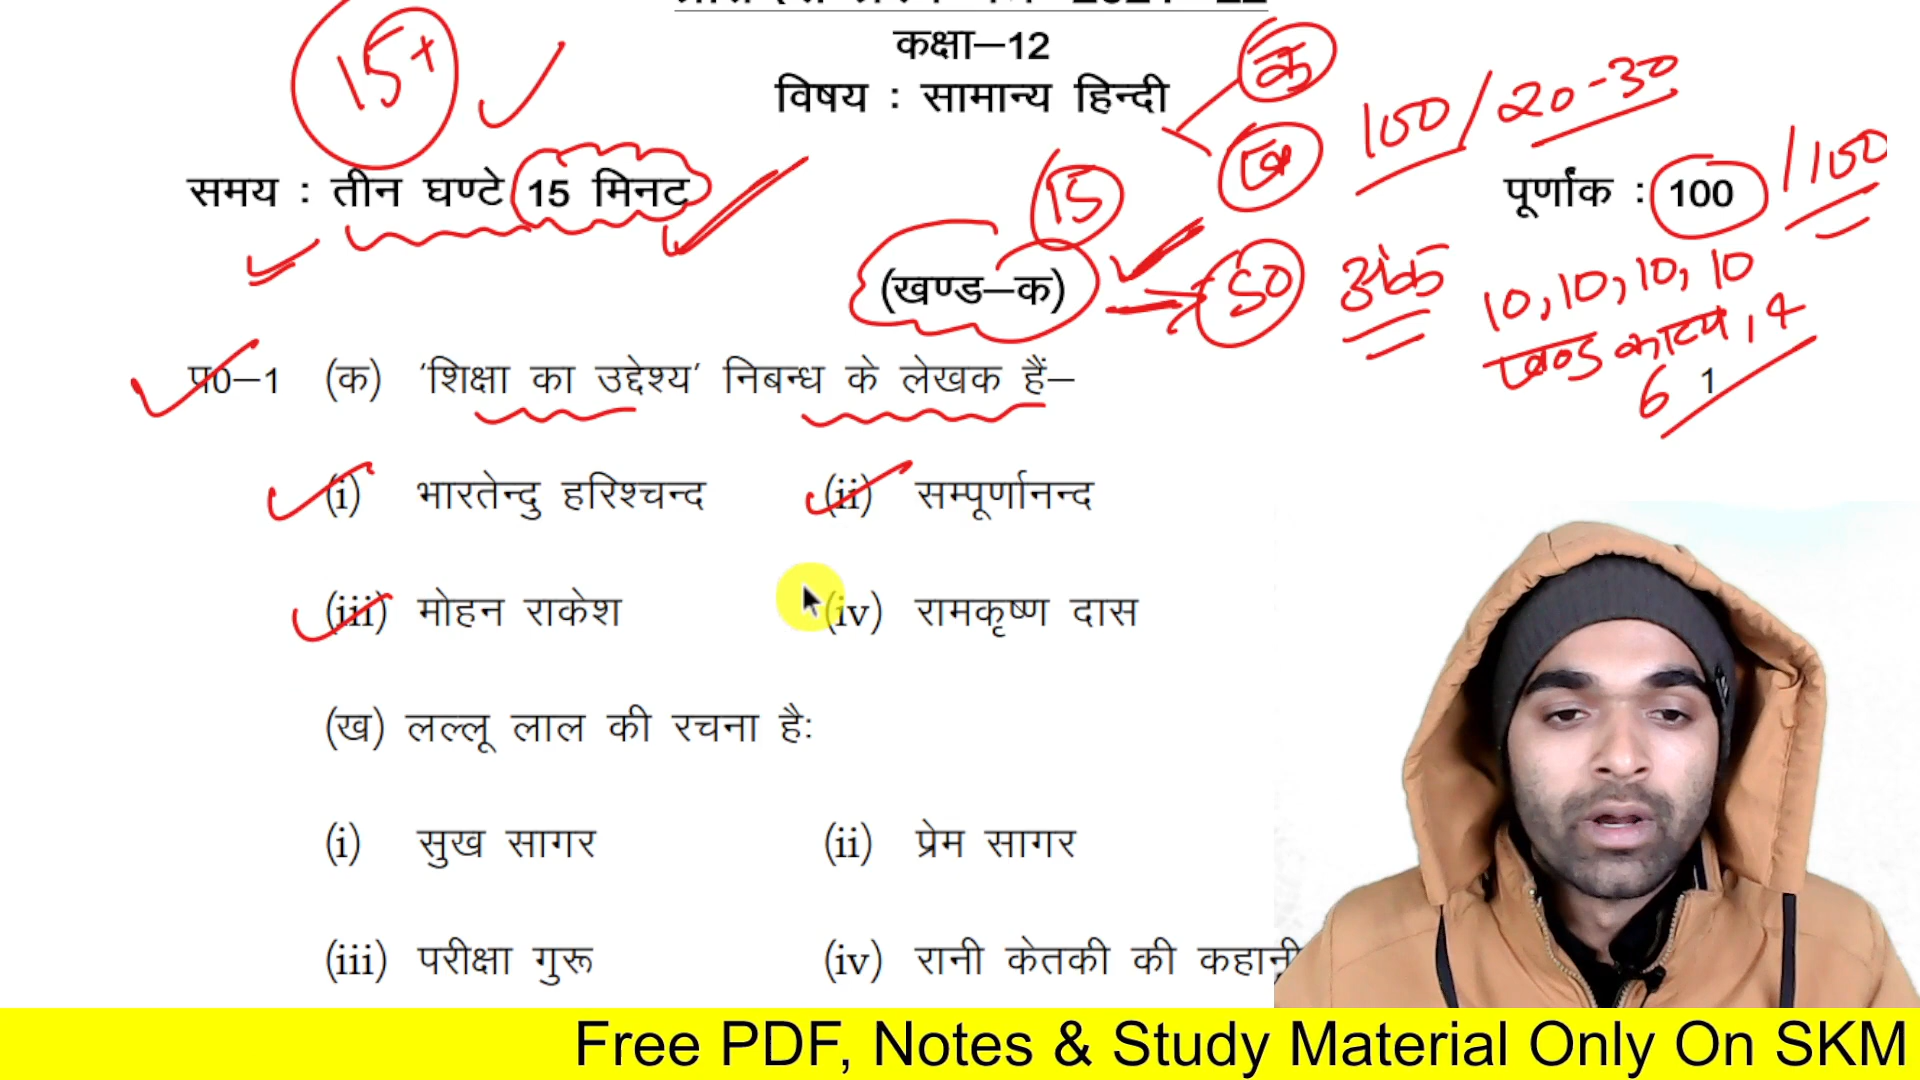 कक्षा–12
विषय : सामान्य हिन्दी
समय : तीन घण्टे 15 मिनट
पूर्णांक : 100
(खण्ड–क)
प्र0–1 (क) 'शिक्षा का उद्देश्य' निबन्ध के लेखक हैं– 1
(i) भारतेन्दु हरिश्चन्द (ii) सम्पूर्णानन्द
(iii) मोहन राकेश (iv) रामकृष्ण दास
(ख) लल्लू लाल की रचना है:
(i) सुख सागर (ii) प्रेम सागर
(iii) परीक्षा गुरू (iv) रानी केतकी की कहानी
15+
क
ख
100/20-30
/100
15
50 अंक
10, 10, 10, 10
खण्ड काव्य, 4
6
Free PDF, Notes & Study Material Only On SKM